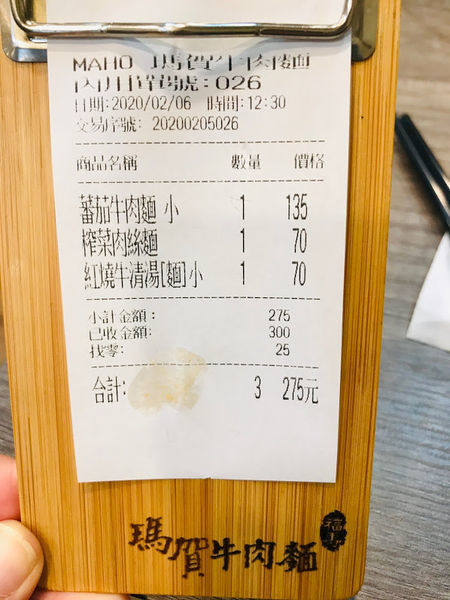 MAHO 瑪賀牛肉麵
內用單號:026
日期:2020/02/06 時間:12:30
交易序號: 20200205026
商品名稱 數量 價格
蕃茄牛肉麵 小 1 135
榨菜肉絲麵 1 70
紅燒牛清湯[麵]小 1 70
小計金額: 275
已收金額: 300
找零: 25
合計: 3 275元
瑪賀牛肉麵